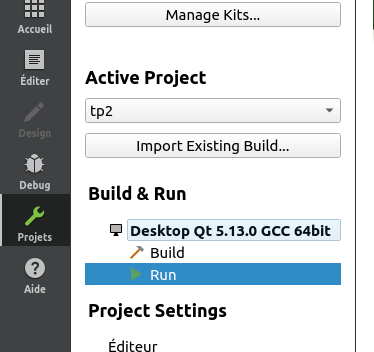 Manage Kits...
Accueil
Éditer
Design
Debug
Projets
Aide
Active Project
tp2
Import Existing Build...
Build & Run
Desktop Qt 5.13.0 GCC 64bit
Build
Run
Project Settings
Éditeur